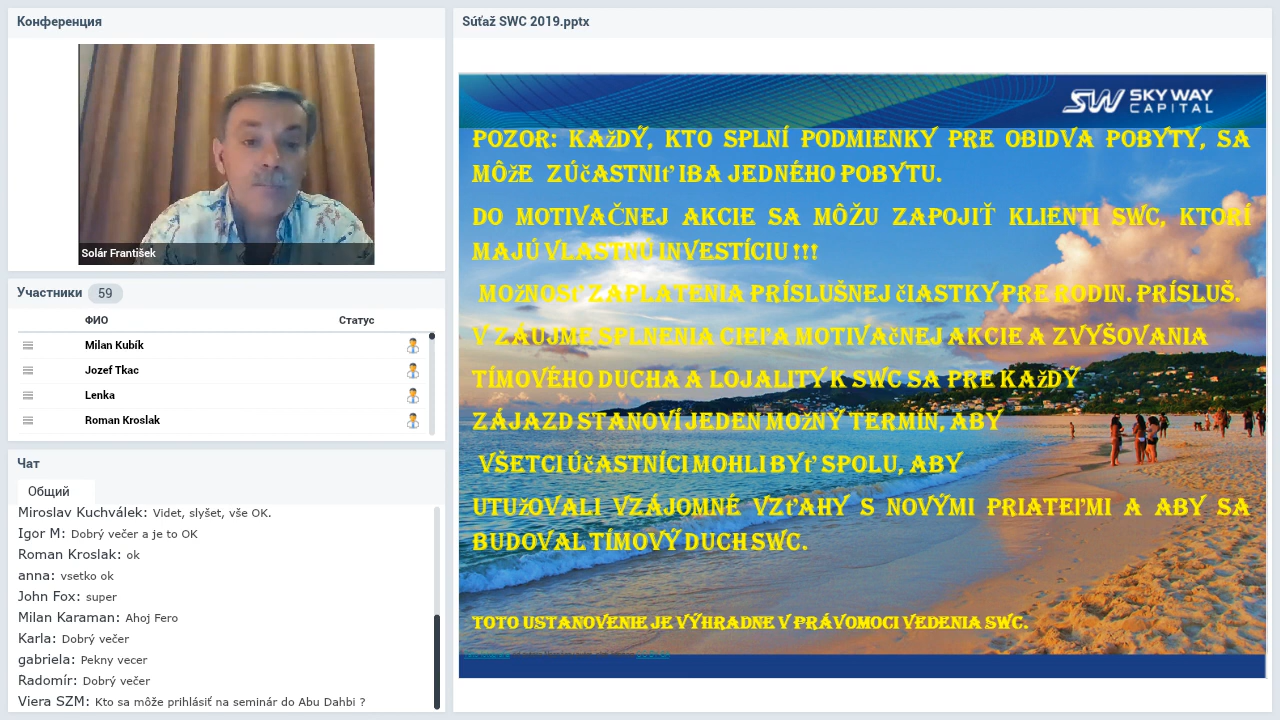 Конференция
Solár František
Участники 59
ФИО Статус
Milan Kubík
Jozef Tkac
Lenka
Roman Kroslak
Чат
Общий
Miroslav Kuchválek: Videt, slyšet, vše OK.
Igor M: Dobrý večer a je to OK
Roman Kroslak: ok
anna: vsetko ok
John Fox: super
Milan Karaman: Ahoj Fero
Karla: Dobrý večer
gabriela: Pekny vecer
Radomír: Dobrý večer
Viera SZM: Kto sa môže prihlásiť na seminár do Abu Dahbi ?
Súťaž SWC 2019.pptx
SW SKY WAY
CAPITAL
POZOR: KAžDÝ, KTO SPLNÍ PODMIENKY PRE OBIDVA POBYTY, SA
MÔžE ZÚčASTNIť IBA JEDNÉHO POBYTU.
DO MOTIVAČNEJ AKCIE SA MÔŽU ZAPOJIŤ KLIENTI SWC, KTORÍ
MAJÚ VLASTNÚ INVESTÍCIU !!!
MOžNOSť ZAPLATENIA PRÍSLUŠNEJ čIASTKY PRE RODIN. PRÍSLUŠ.
V ZÁUJME SPLNENIA CIEľA MOTIVAčNEJ AKCIE A ZVYŠOVANIA
TÍMOVÉHO DUCHA A LOJALITY K SWC SA PRE KAžDÝ
ZÁJAZD STANOVÍ JEDEN MOžNÝ TERMÍN, ABY
VŠETCI ÚčASTNÍCI MOHLI BYť SPOLU, ABY
UTUžOVALI VZÁJOMNÉ VZťAHY S NOVÝMI PRIATEľMI A ABY SA
BUDOVAL TÍMOVÝ DUCH SWC.
TOTO USTANOVENIE JE VÝHRADNE V PRÁVOMOCI VEDENIA SWC.